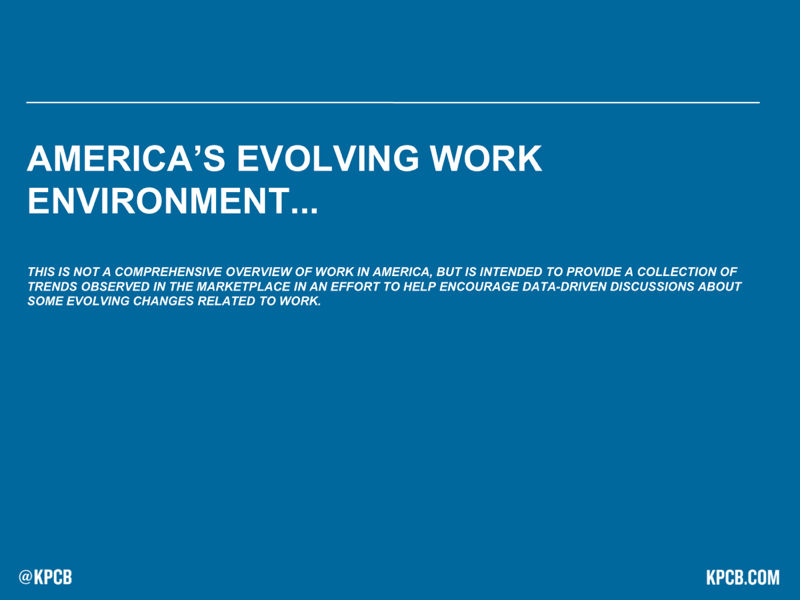 AMERICA’S EVOLVING WORK
ENVIRONMENT...
THIS IS NOT A COMPREHENSIVE OVERVIEW OF WORK IN AMERICA, BUT IS INTENDED TO PROVIDE A COLLECTION OF
TRENDS OBSERVED IN THE MARKETPLACE IN AN EFFORT TO HELP ENCOURAGE DATA-DRIVEN DISCUSSIONS ABOUT
SOME EVOLVING CHANGES RELATED TO WORK.
@KPCB
KPCB.COM